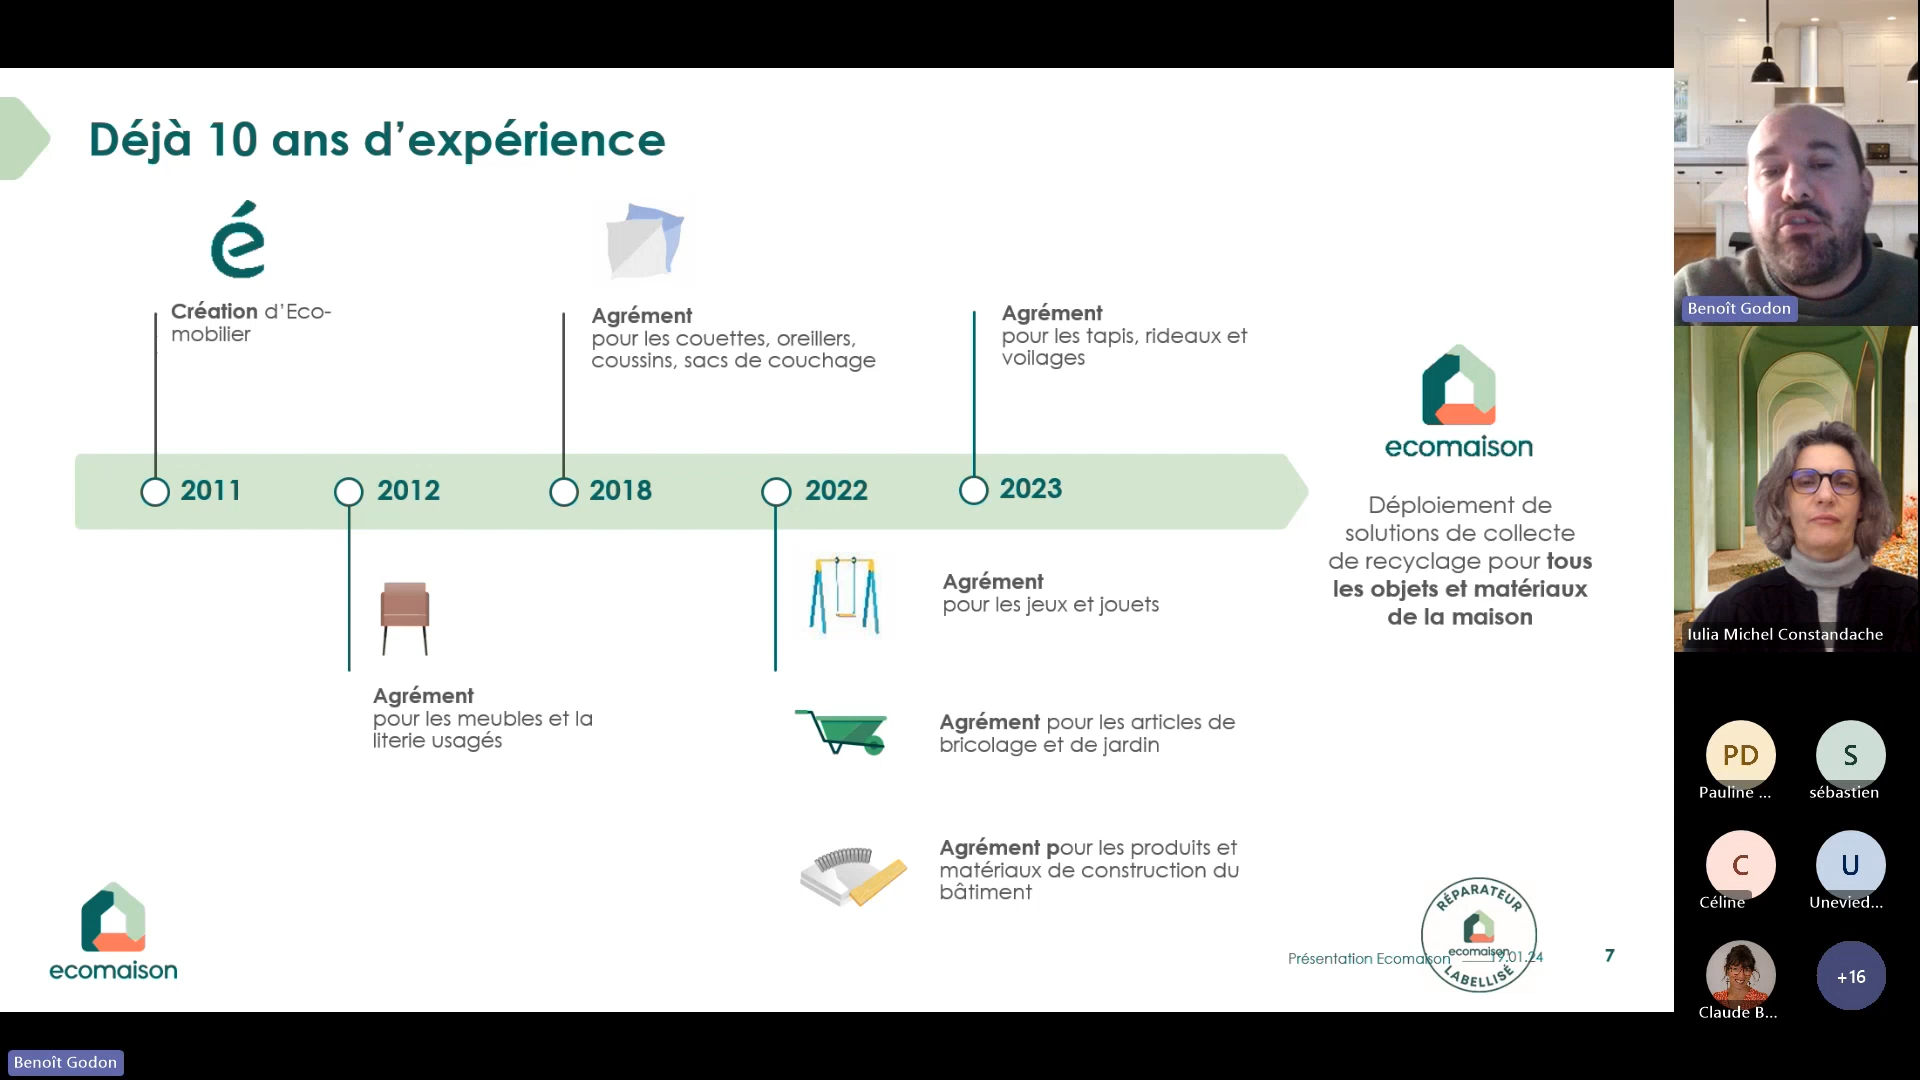 Déjà 10 ans d’expérience
é
Création d’Eco-
mobilier
Agrément
pour les couettes, oreillers,
coussins, sacs de couchage
Agrément
pour les tapis, rideaux et
voilages
2011
2012
2018
2022
2023
Agrément
pour les meubles et la
literie usagés
Agrément
pour les jeux et jouets
Agrément pour les articles de
bricolage et de jardin
Agrément pour les produits et
matériaux de construction du
bâtiment
ecomaison
Déploiement de
solutions de collecte
de recyclage pour tous
les objets et matériaux
de la maison
ecomaison
Présentation Ecomaison
19.01.24
7
RÉPARATEUR
ecomaison
LABELLISÉ
Benoît Godon
Iulia Michel Constandache
PD
Pauline ...
S
sébastien
C
Céline
U
Unevied...
Claude B...
+16
Benoît Godon